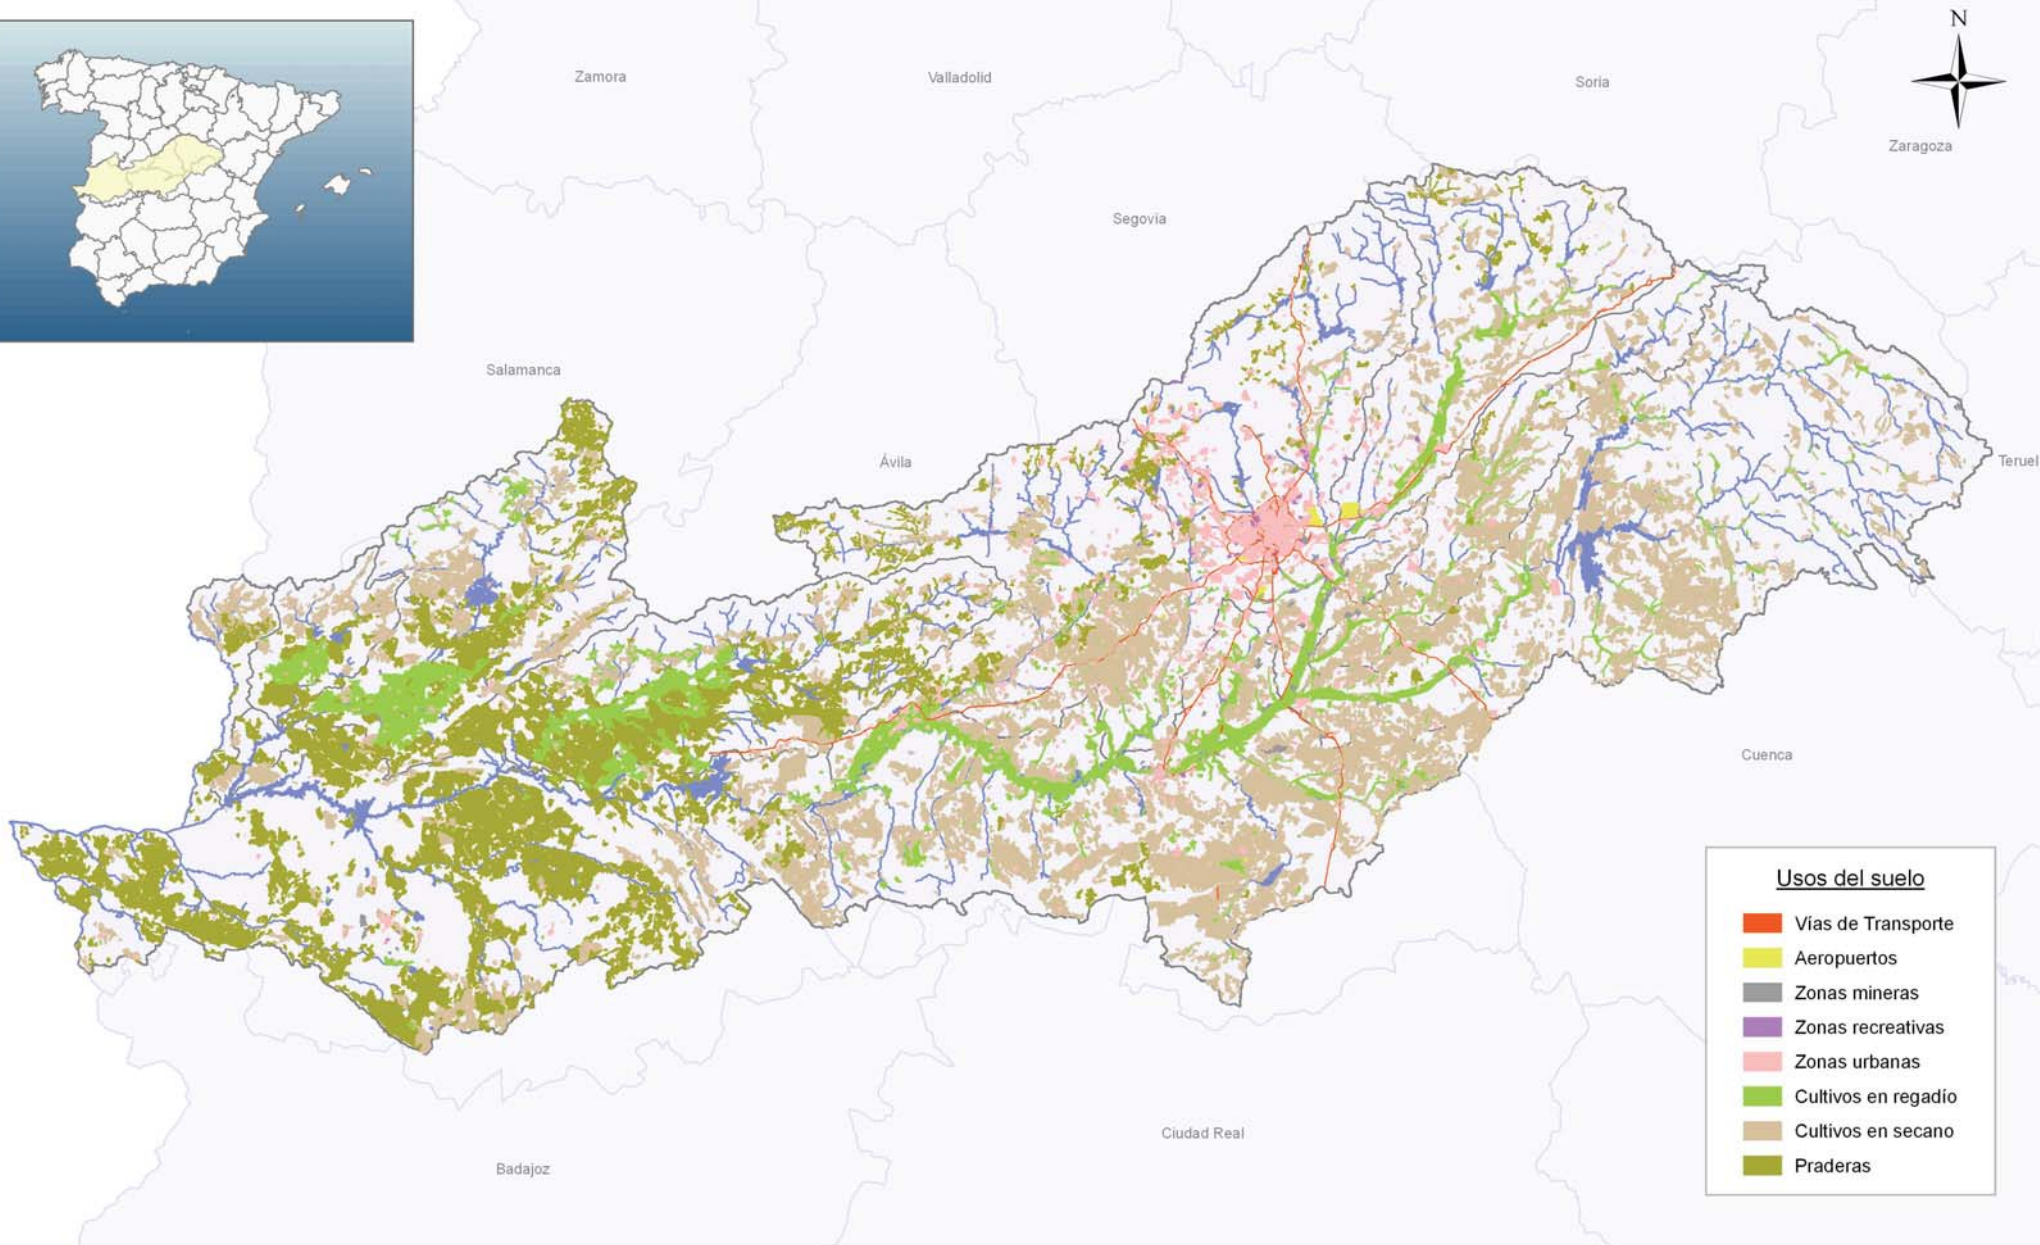 N
Zamora
Valladolid
Soria
Zaragoza
Segovia
Salamanca
Ávila
Teruel
Cuenca
Ciudad Real
Badajoz
Usos del suelo
Vías de Transporte
Aeropuertos
Zonas mineras
Zonas recreativas
Zonas urbanas
Cultivos en regadío
Cultivos en secano
Praderas